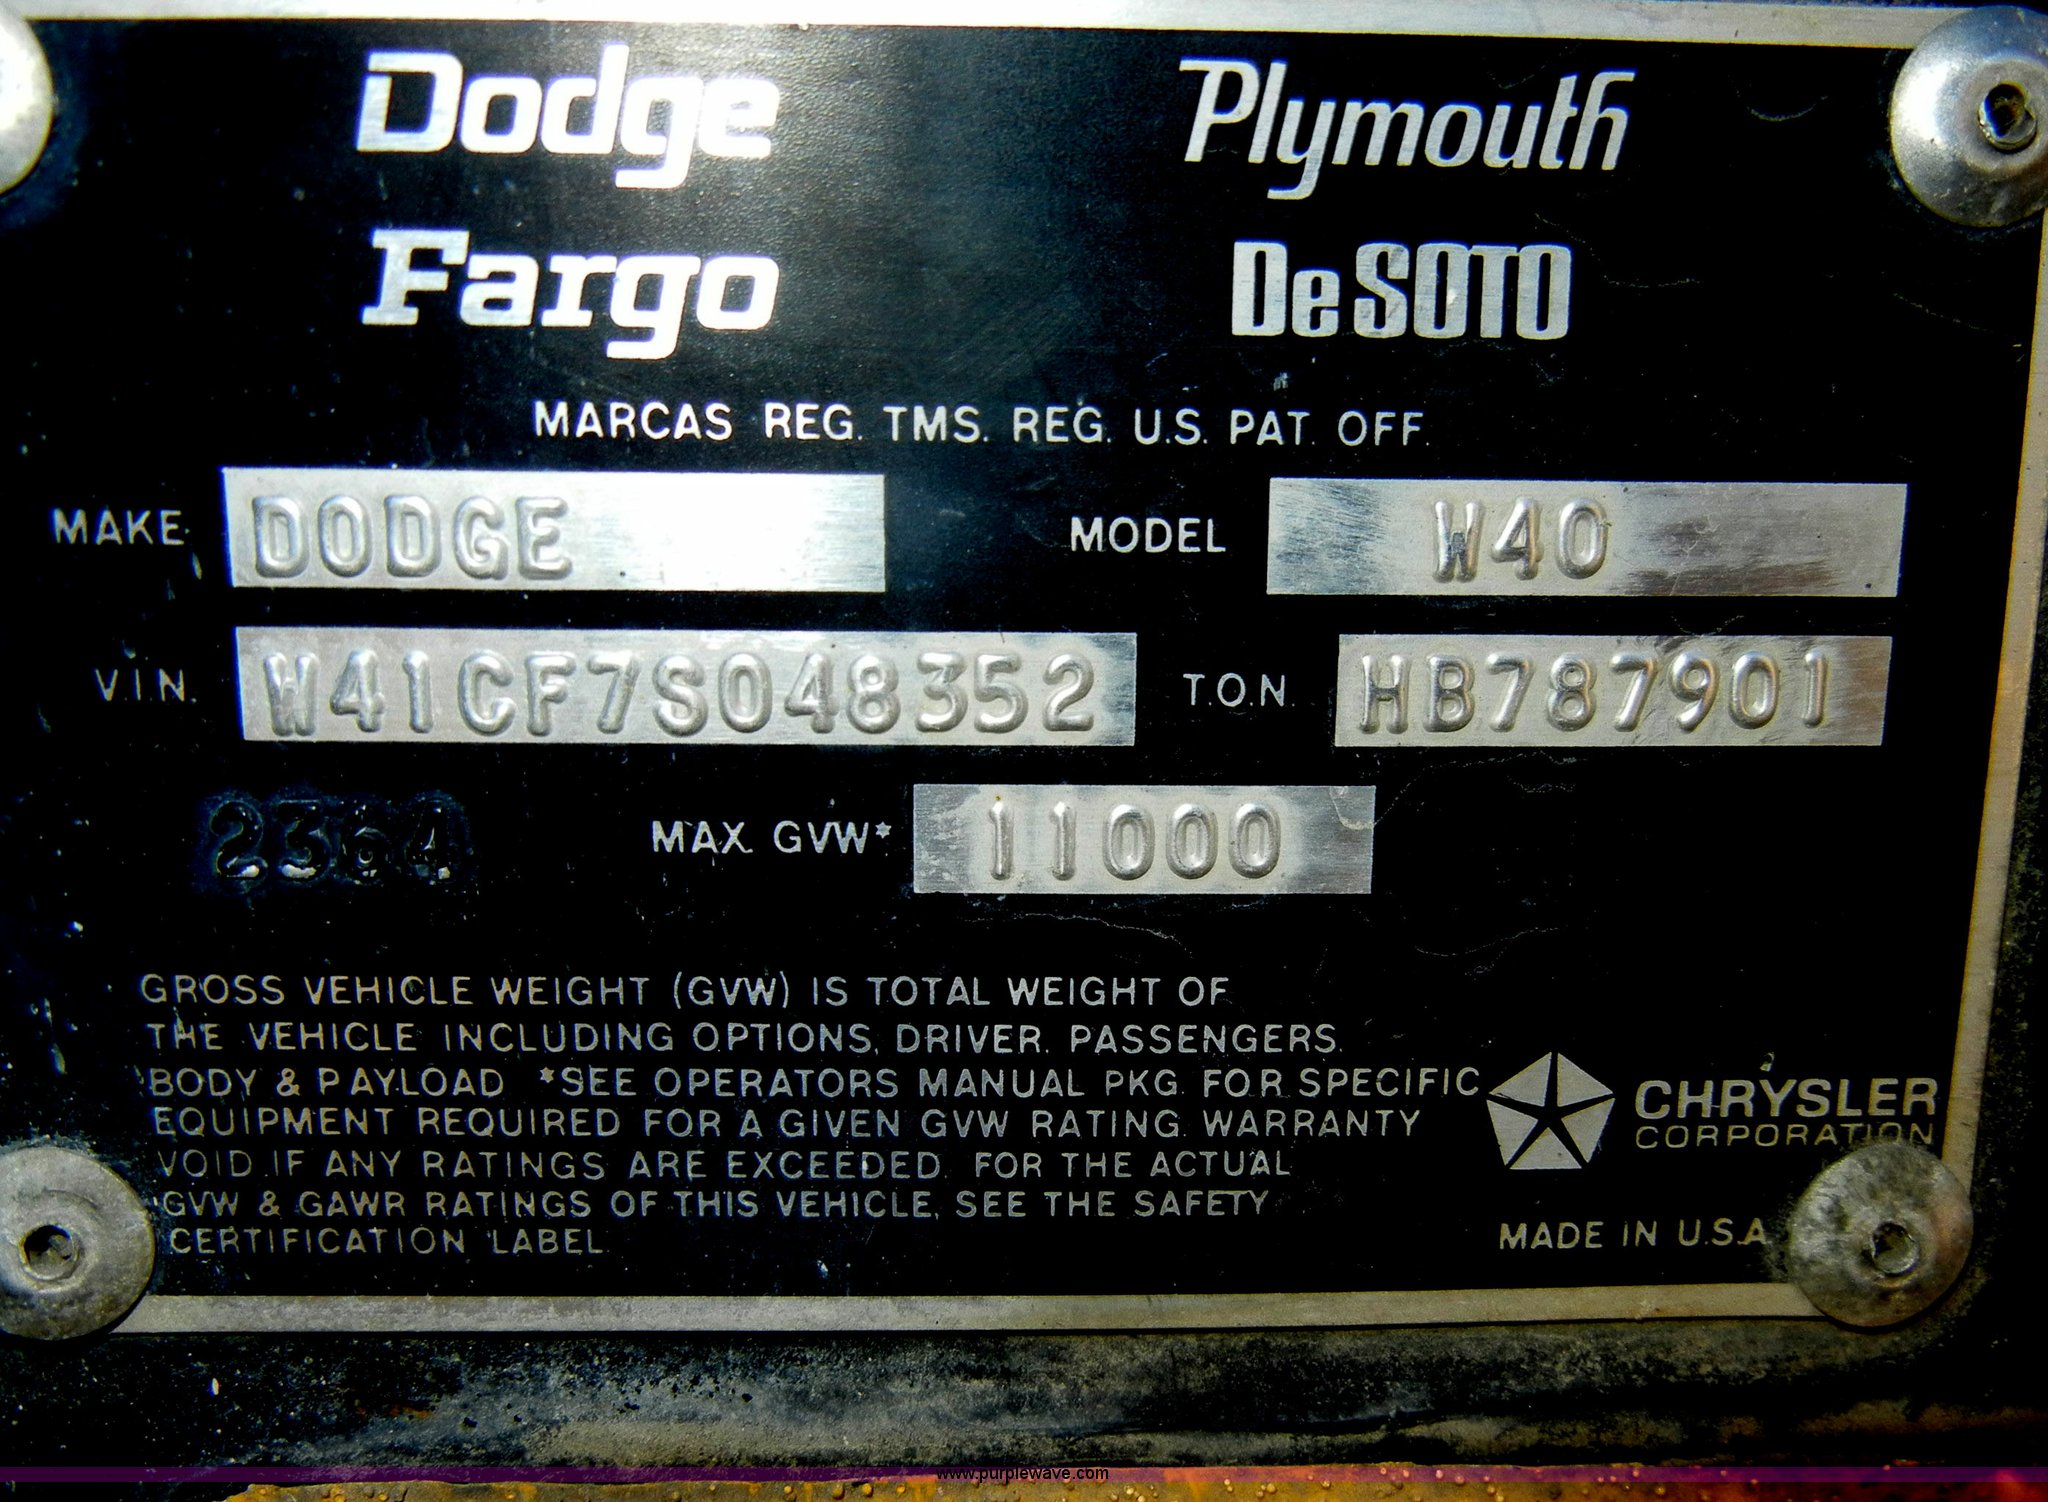 Dodge Plymouth
Fargo DeSOTO
MARCAS REG. TMS. REG. U.S. PAT. OFF.
MAKE DODGE MODEL W40
V.I.N. W41CF7S048352 T.O.N. HB787901
2364 MAX. GVW* 11000
GROSS VEHICLE WEIGHT (GVW) IS TOTAL WEIGHT OF
THE VEHICLE INCLUDING OPTIONS, DRIVER, PASSENGERS,
BODY & PAYLOAD *SEE OPERATORS MANUAL PKG. FOR SPECIFIC
EQUIPMENT REQUIRED FOR A GIVEN GVW RATING. WARRANTY
VOID IF ANY RATINGS ARE EXCEEDED. FOR THE ACTUAL
GVW & GAWR RATINGS OF THIS VEHICLE, SEE THE SAFETY
CERTIFICATION LABEL.
CHRYSLER
CORPORATION
MADE IN U.S.A.
www.purplewave.com